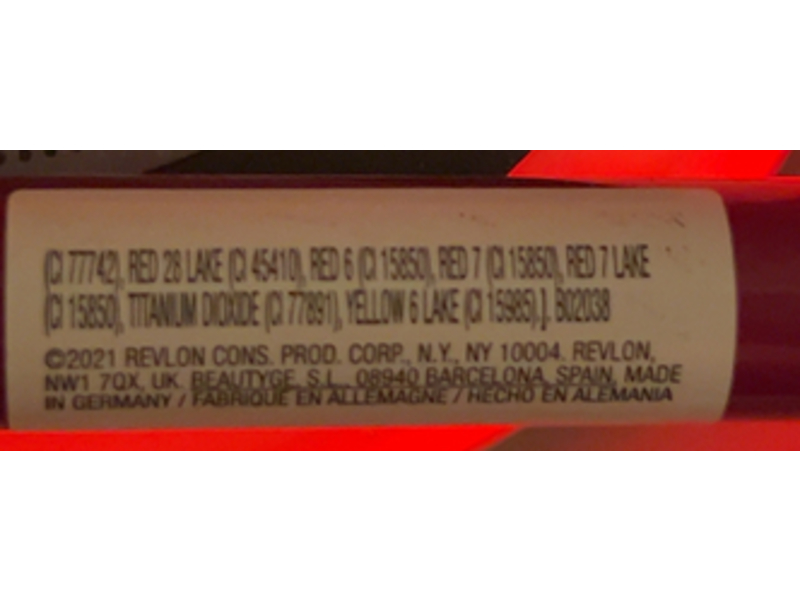 (CI 77742), RED 28 LAKE (CI 45410), RED 6 (CI 15850), RED 7 (CI 15850), RED 7 LAKE
(CI 15850), TITANIUM DIOXIDE (CI 77891), YELLOW 6 LAKE (CI 15985).]. B02038
©2021 REVLON CONS. PROD. CORP., N.Y., NY 10004. REVLON,
NW1 7QX, UK. BEAUTYGE, S.L., 08940 BARCELONA, SPAIN, MADE
IN GERMANY / FABRIQUÉ EN ALLEMAGNE / HECHO EN ALEMANIA